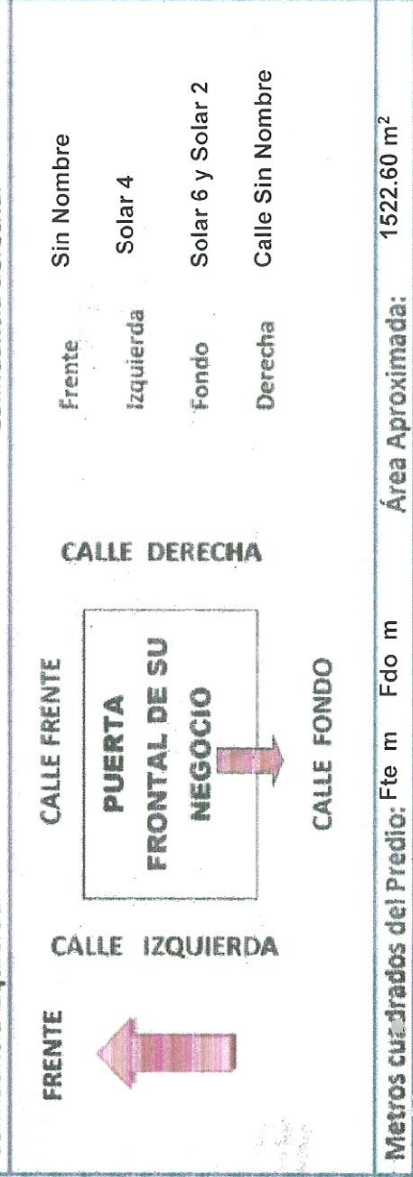 FRENTE
CALLE IZQUIERDA
CALLE FRENTE
PUERTA
FRONTAL DE SU
NEGOCIO
CALLE FONDO
CALLE DERECHA
Frente Sin Nombre
Izquierda Solar 4
Fondo Solar 6 y Solar 2
Derecha Calle Sin Nombre
Metros cuadrados del Predio: Fte m Fdo m Área Aproximada: 1522.60 m²